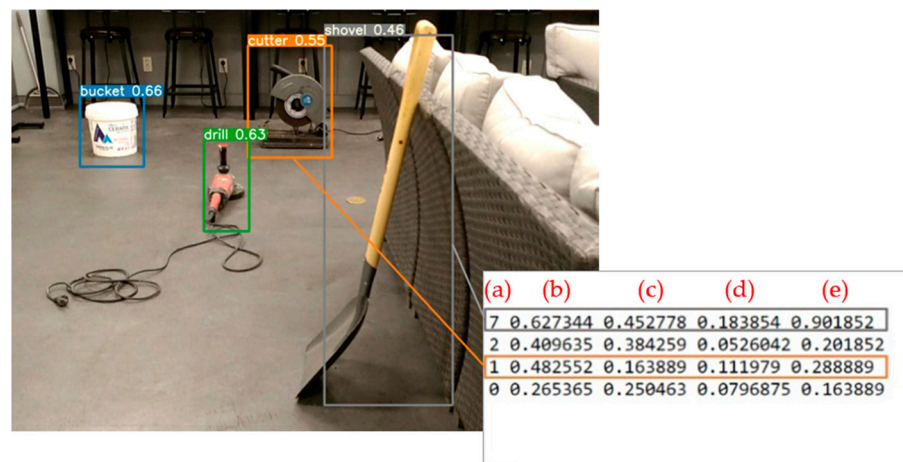 shovel 0.46
cutter 0.55
bucket 0.66
drill 0.63
(a) (b) (c) (d) (e)
7 0.627344 0.452778 0.183854 0.901852
2 0.409635 0.384259 0.0526042 0.201852
1 0.482552 0.163889 0.111979 0.288889
0 0.265365 0.250463 0.0796875 0.163889